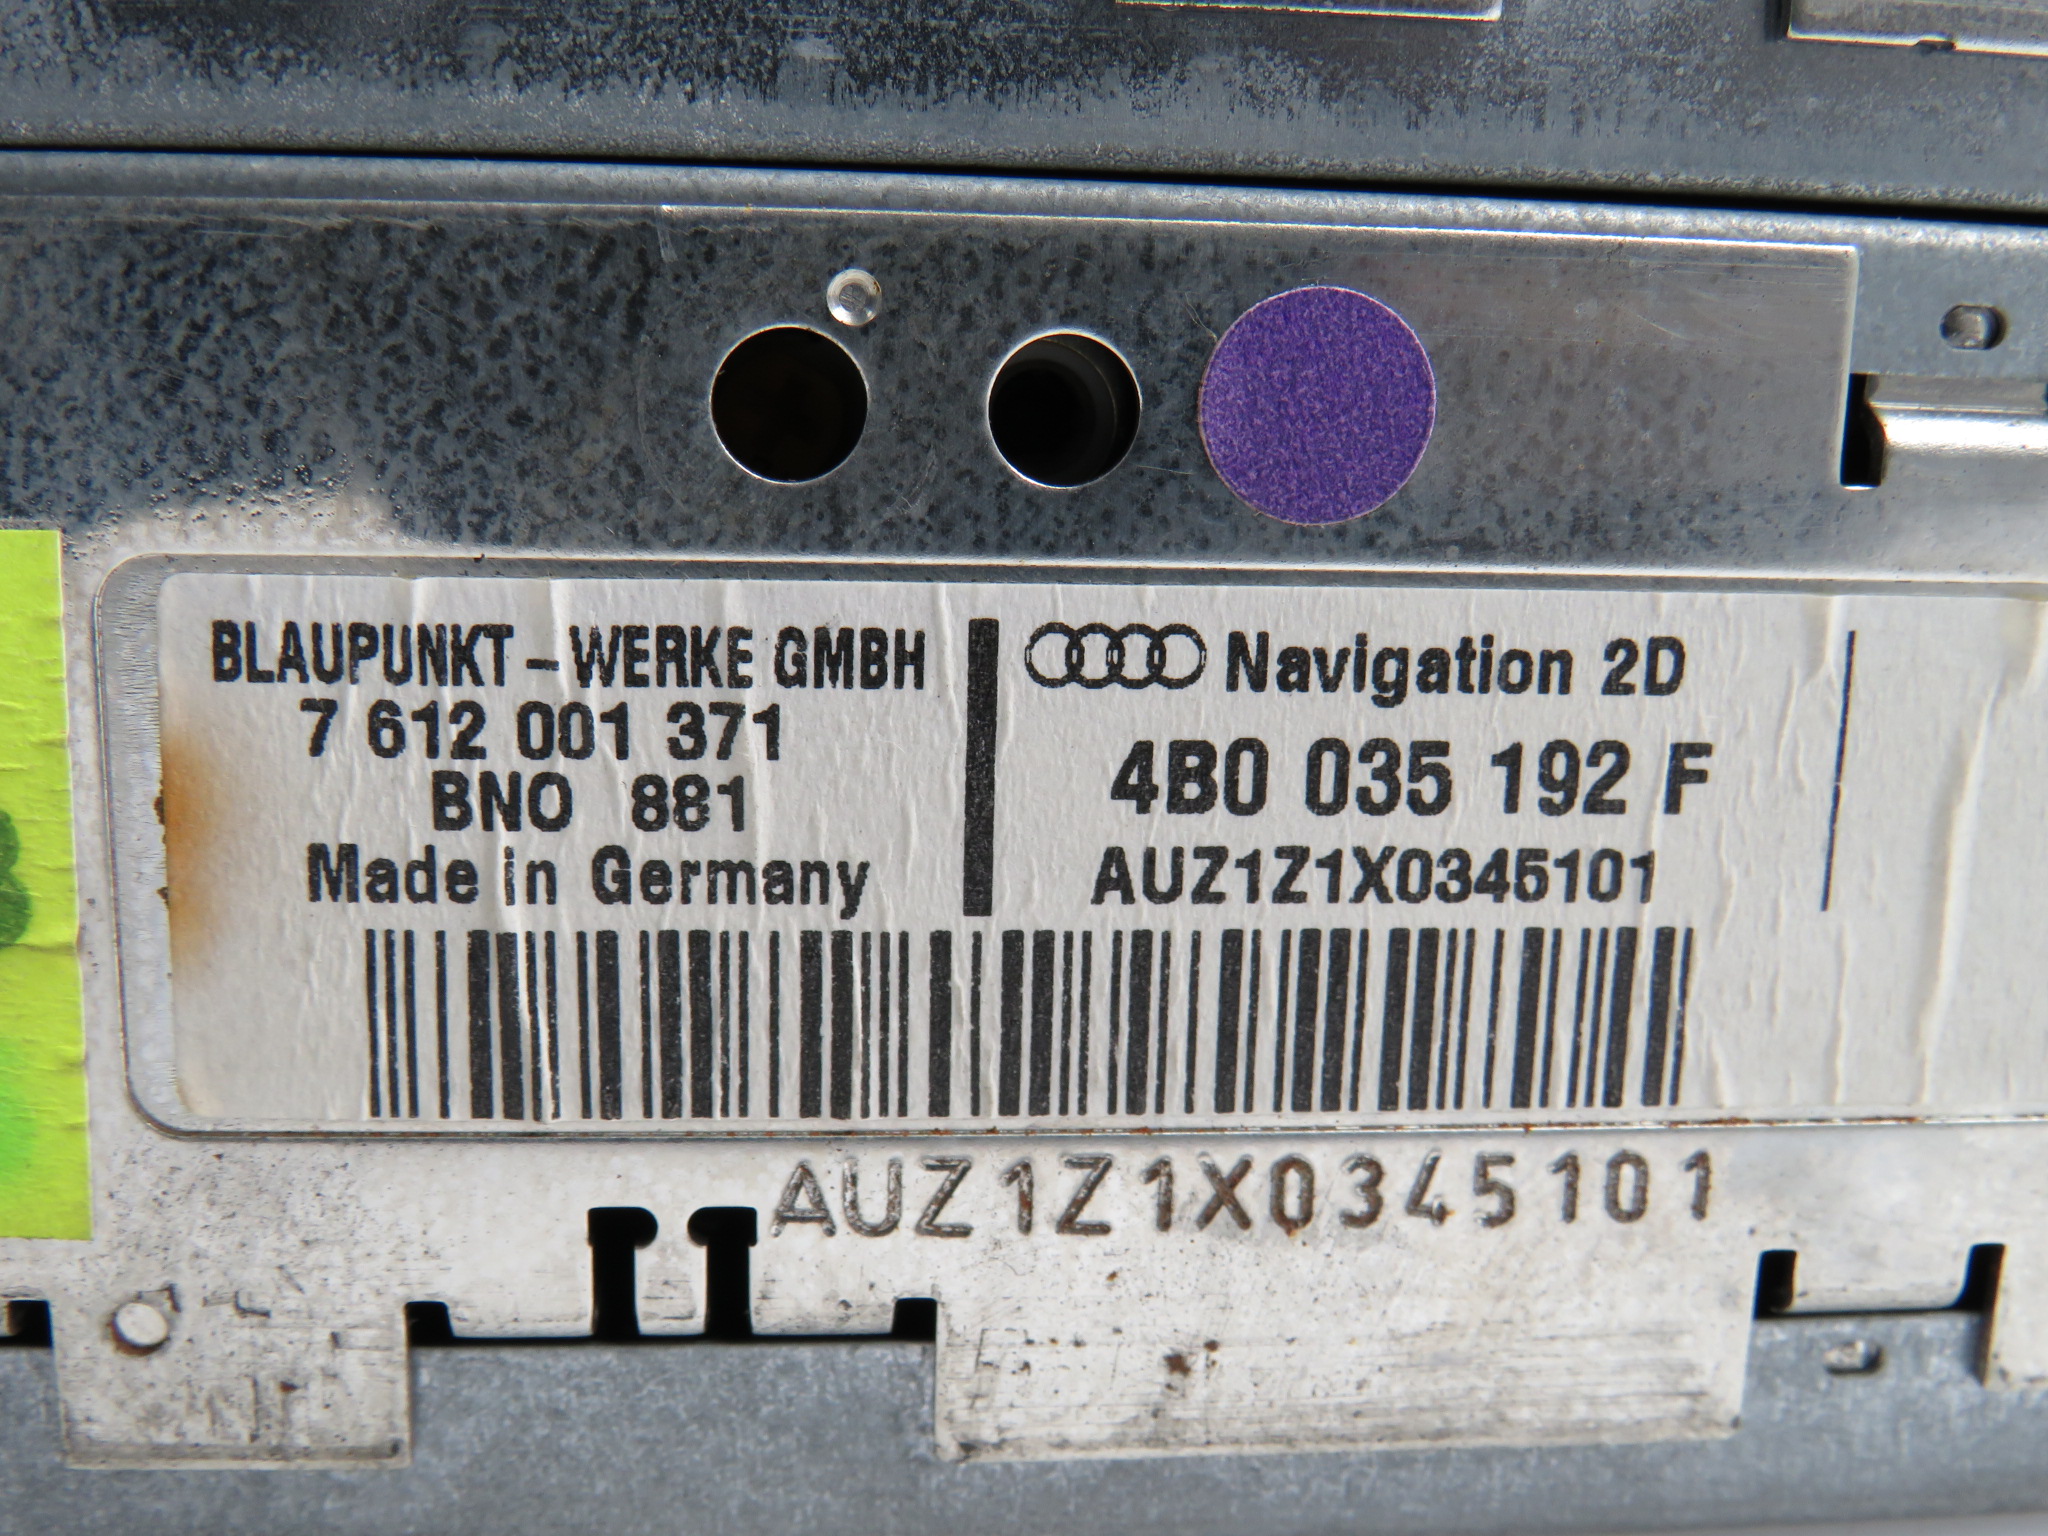 BLAUPUNKT - WERKE GMBH
7 612 001 371
BNO 881
Made in Germany
Navigation 2D
4B0 035 192 F
AUZ1Z1X0345101
AUZ1Z1X0345101